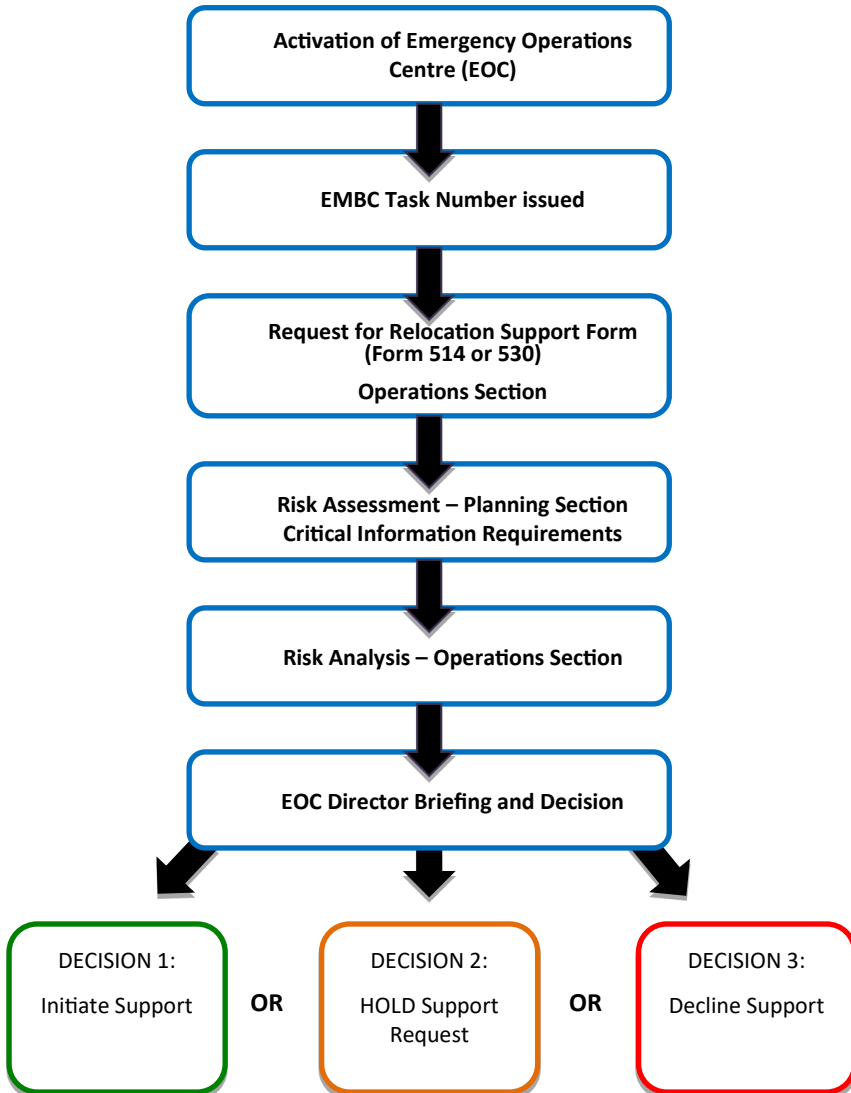 Activation of Emergency Operations
Centre (EOC)
EMBC Task Number issued
Request for Relocation Support Form
(Form 514 or 530)
Operations Section
Risk Assessment – Planning Section
Critical Information Requirements
Risk Analysis – Operations Section
EOC Director Briefing and Decision
DECISION 1:
Initiate Support
OR
DECISION 2:
HOLD Support
Request
OR
DECISION 3:
Decline Support